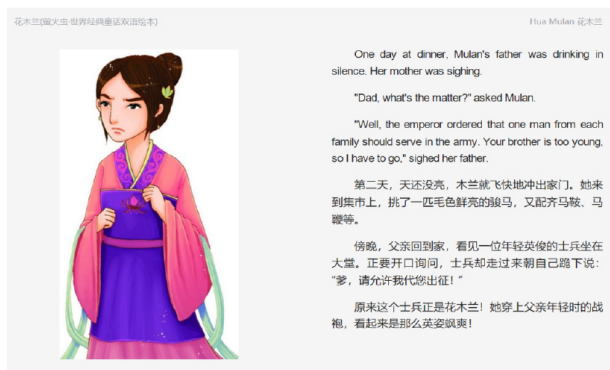 花木兰(萤火虫·世界经典童话双语绘本)
Hua Mulan 花木兰
One day at dinner, Mulan's father was drinking in
silence. Her mother was sighing.
"Dad, what's the matter?" asked Mulan.
"Well, the emperor ordered that one man from each
family should serve in the army. Your brother is too young,
so I have to go," sighed her father.
第二天，天还没亮，木兰就飞快地冲出家门。她来
到集市上，挑了一匹毛色鲜亮的骏马，又配齐马鞍、马
鞭等。
傍晚，父亲回到家，看见一位年轻英俊的士兵坐在
大堂。正要开口询问，士兵却走过来朝自己跪下说：
“爹，请允许我代您出征！”
原来这个士兵正是花木兰！她穿上父亲年轻时的战
袍，看起来是那么英姿飒爽！